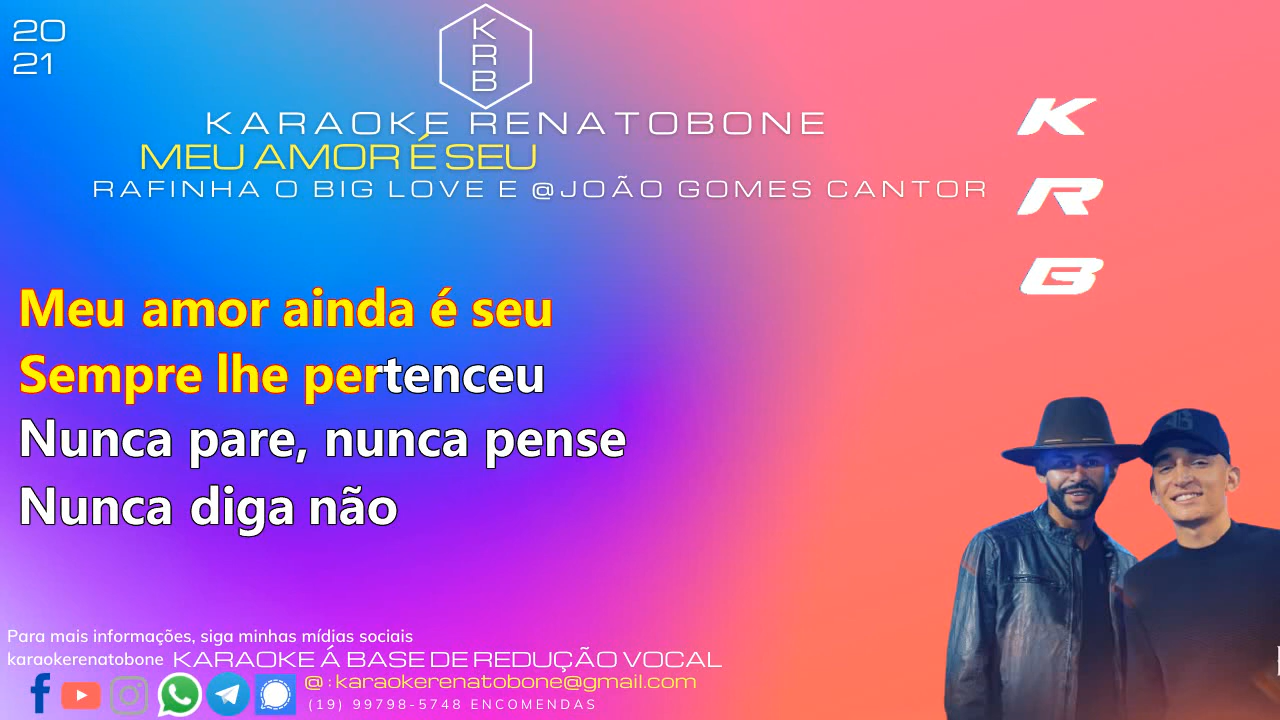 20
21
K
R
B
KARAOKE RENATOBONE
MEU AMOR É SEU
RAFINHA O BIG LOVE E @JOÃO GOMES CANTOR
K
R
B
Meu amor ainda é seu
Sempre lhe pertenceu
Nunca pare, nunca pense
Nunca diga não
Para mais informações, siga minhas mídias sociais
karaokerenatobone
KARAOKE Á BASE DE REDUÇÃO VOCAL
@ : karaokerenatobone@gmail.com
(19) 99798-5748 ENCOMENDAS